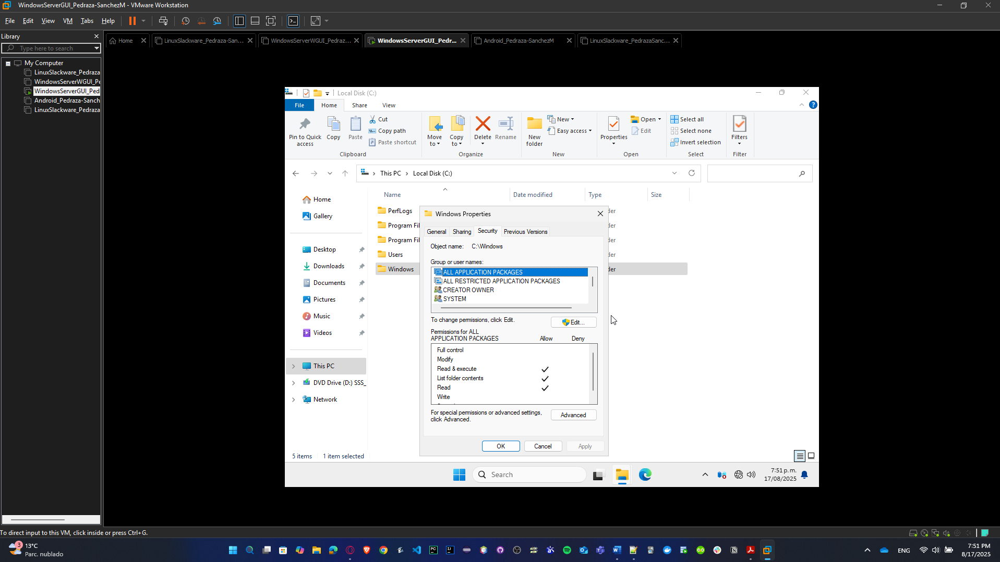 WindowsServerGUI_Pedraza-SanchezM - VMware Workstation
File Edit View VM Tabs Help
Library
Type here to search
My Computer
LinuxSlackware_Pedraza
WindowsServerWGUI_Pe
WindowsServerGUI_Ped
Android_Pedraza-Sanch
LinuxSlackware_Pedraza
Home LinuxSlackware_Pedraza-San... WindowsServerWGUI_Pedraz... WindowsServerGUI_Pedr... Android_Pedraza-SanchezM LinuxSlackware_PedrazaSanc...
Local Disk (C:)
File Home Share View
Pin to Quick access
Copy
Paste
Cut
Copy path
Paste shortcut
Clipboard
Move to
Copy to
Delete
Rename
Organize
New folder
New
Easy access
New
Properties
Open
Edit
Open
Select all
Select none
Invert selection
Select
Filters
Filter
This PC Local Disk (C:)
Home
Gallery
Desktop
Downloads
Documents
Pictures
Music
Videos
This PC
DVD Drive (D:) SSS_
Network
Name Date modified Type Size
PerfLogs der
Program Fil der
Program Fil der
Users der
Windows der
Windows Properties
General Sharing Security Previous Versions
Object name: C:\Windows
Group or user names:
ALL APPLICATION PACKAGES
ALL RESTRICTED APPLICATION PACKAGES
CREATOR OWNER
SYSTEM
To change permissions, click Edit.
Edit...
Permissions for ALL
APPLICATION PACKAGES Allow Deny
Full control
Modify
Read & execute
List folder contents
Read
Write
For special permissions or advanced settings,
click Advanced.
Advanced
OK Cancel Apply
5 items 1 item selected
Search
7:51 p. m.
17/08/2025
To direct input to this VM, click inside or press Ctrl+G.
3
13°C
Parc. nublado
ENG
7:51 PM
8/17/2025